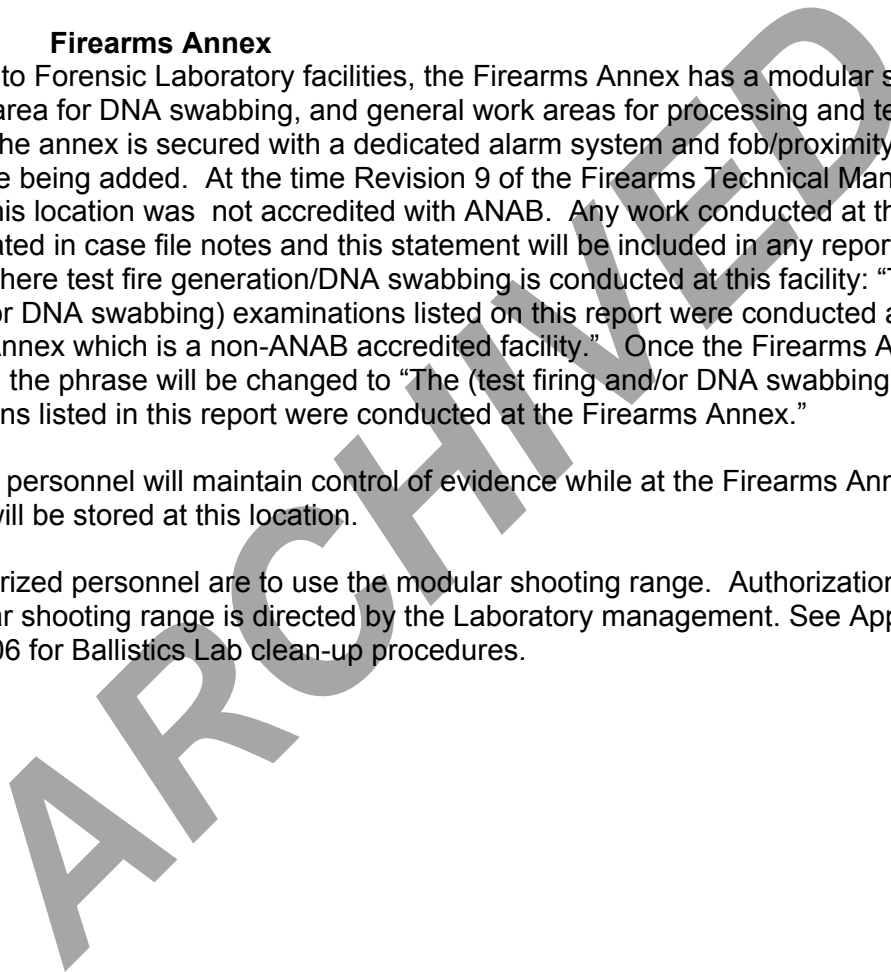 Firearms Annex
to Forensic Laboratory facilities, the Firearms Annex has a modular s
area for DNA swabbing, and general work areas for processing and te
he annex is secured with a dedicated alarm system and fob/proximity
e being added. At the time Revision 9 of the Firearms Technical Man
his location was not accredited with ANAB. Any work conducted at th
ated in case file notes and this statement will be included in any repor
here test fire generation/DNA swabbing is conducted at this facility: “T
or DNA swabbing) examinations listed on this report were conducted a
Annex which is a non-ANAB accredited facility.” Once the Firearms A
the phrase will be changed to “The (test firing and/or DNA swabbing
ns listed in this report were conducted at the Firearms Annex.”
personnel will maintain control of evidence while at the Firearms Ann
will be stored at this location.
rized personnel are to use the modular shooting range. Authorization
ar shooting range is directed by the Laboratory management. See App
06 for Ballistics Lab clean-up procedures.
ARCHIVED